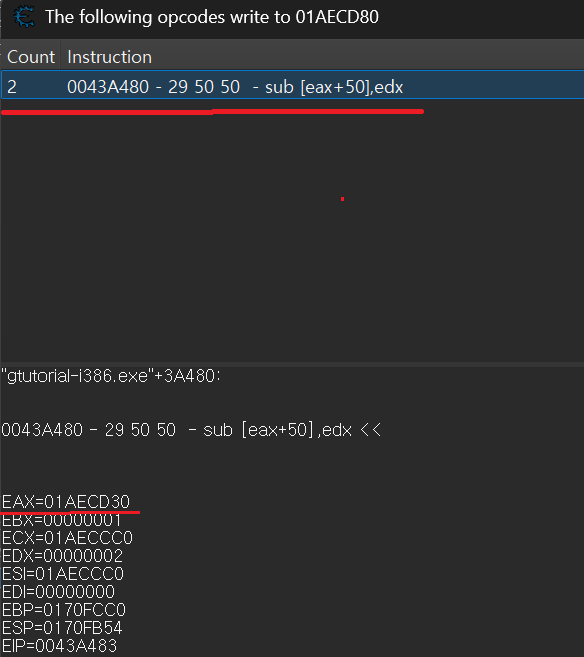 The following opcodes write to 01AECD80
Count Instruction
2 0043A480 - 29 50 50 - sub [eax+50],edx
"gtutorial-i386.exe"+3A480:
0043A480 - 29 50 50 - sub [eax+50],edx <<
EAX=01AECD30
EBX=00000001
ECX=01AECCC0
EDX=00000002
ESI=01AECCC0
EDI=00000000
EBP=0170FCC0
ESP=0170FB54
EIP=0043A483